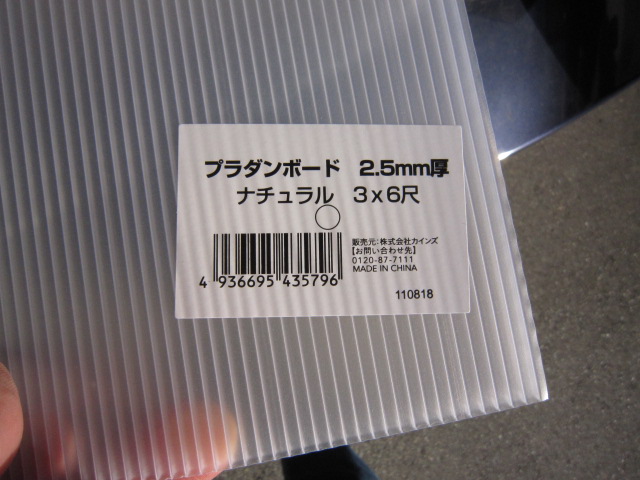 プラダンボード 2.5mm厚
ナチュラル 3x6尺
販売元:株式会社カインズ
【お問い合わせ先】
0120-87-7111
MADE IN CHINA
4 936695 435796
110818